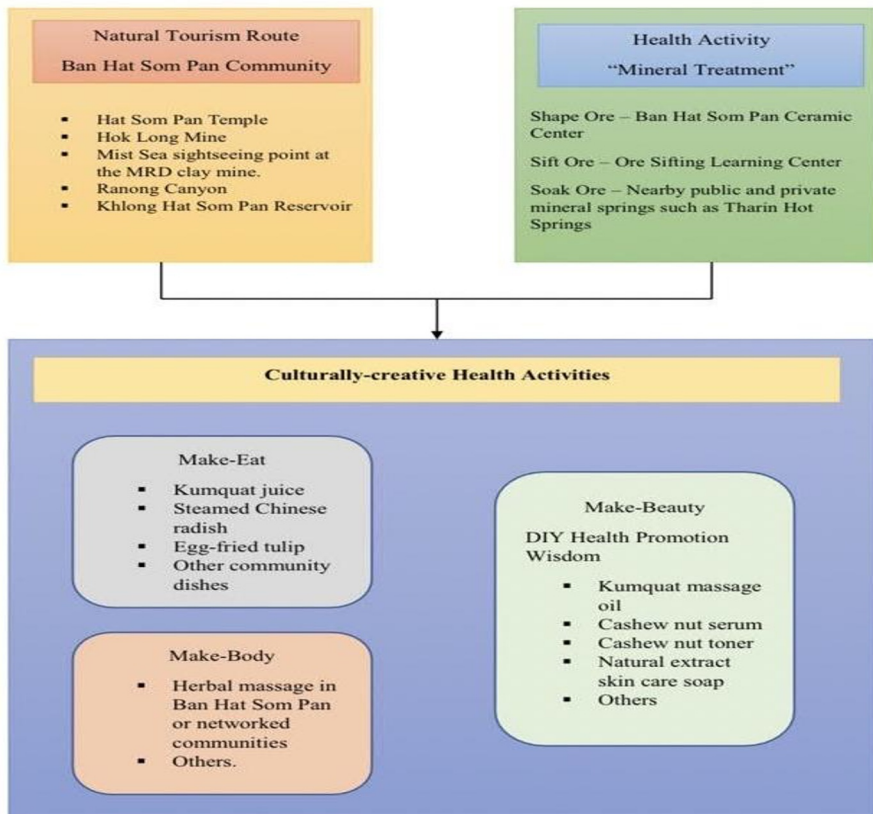 Natural Tourism Route
Ban Hat Som Pan Community
▪ Hat Som Pan Temple
▪ Hok Long Mine
▪ Mist Sea sightseeing point at
the MRD clay mine.
▪ Ranong Canyon
▪ Khlong Hat Som Pan Reservoir
Health Activity
“Mineral Treatment”
Shape Ore – Ban Hat Som Pan Ceramic
Center
Sift Ore – Ore Sifting Learning Center
Soak Ore – Nearby public and private
mineral springs such as Tharin Hot
Springs
Culturally-creative Health Activities
Make-Eat
▪ Kumquat juice
▪ Steamed Chinese
radish
▪ Egg-fried tulip
▪ Other community
dishes
Make-Body
▪ Herbal massage in
Ban Hat Som Pan
or networked
communities
▪ Others.
Make-Beauty
DIY Health Promotion
Wisdom
▪ Kumquat massage
oil
▪ Cashew nut serum
▪ Cashew nut toner
▪ Natural extract
skin care soap
▪ Others